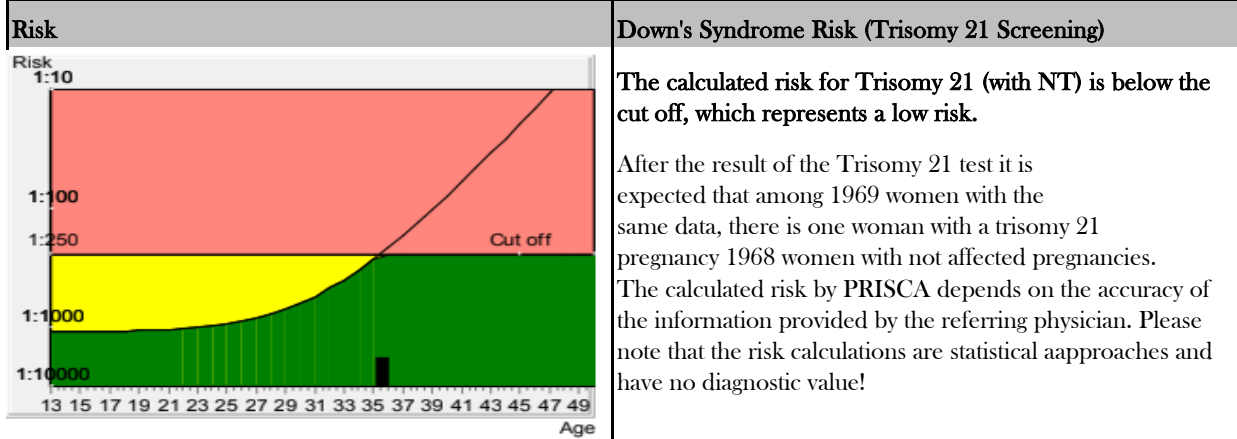 Risk
Down's Syndrome Risk (Trisomy 21 Screening)
Risk
1:10
1:100
1:250
Cut off
1:1000
1:10000
13 15 17 19 21 23 25 27 29 31 33 35 37 39 41 43 45 47 49
Age
The calculated risk for Trisomy 21 (with NT) is below the
cut off, which represents a low risk.
After the result of the Trisomy 21 test it is
expected that among 1969 women with the
same data, there is one woman with a trisomy 21
pregnancy 1968 women with not affected pregnancies.
The calculated risk by PRISCA depends on the accuracy of
the information provided by the referring physician. Please
note that the risk calculations are statistical aapproaches and
have no diagnostic value!